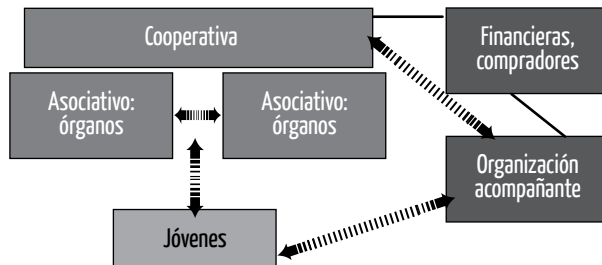 Cooperativa
Financieras,
compradores
Asociativo:
órganos
Asociativo:
órganos
Organización
acompañante
Jóvenes